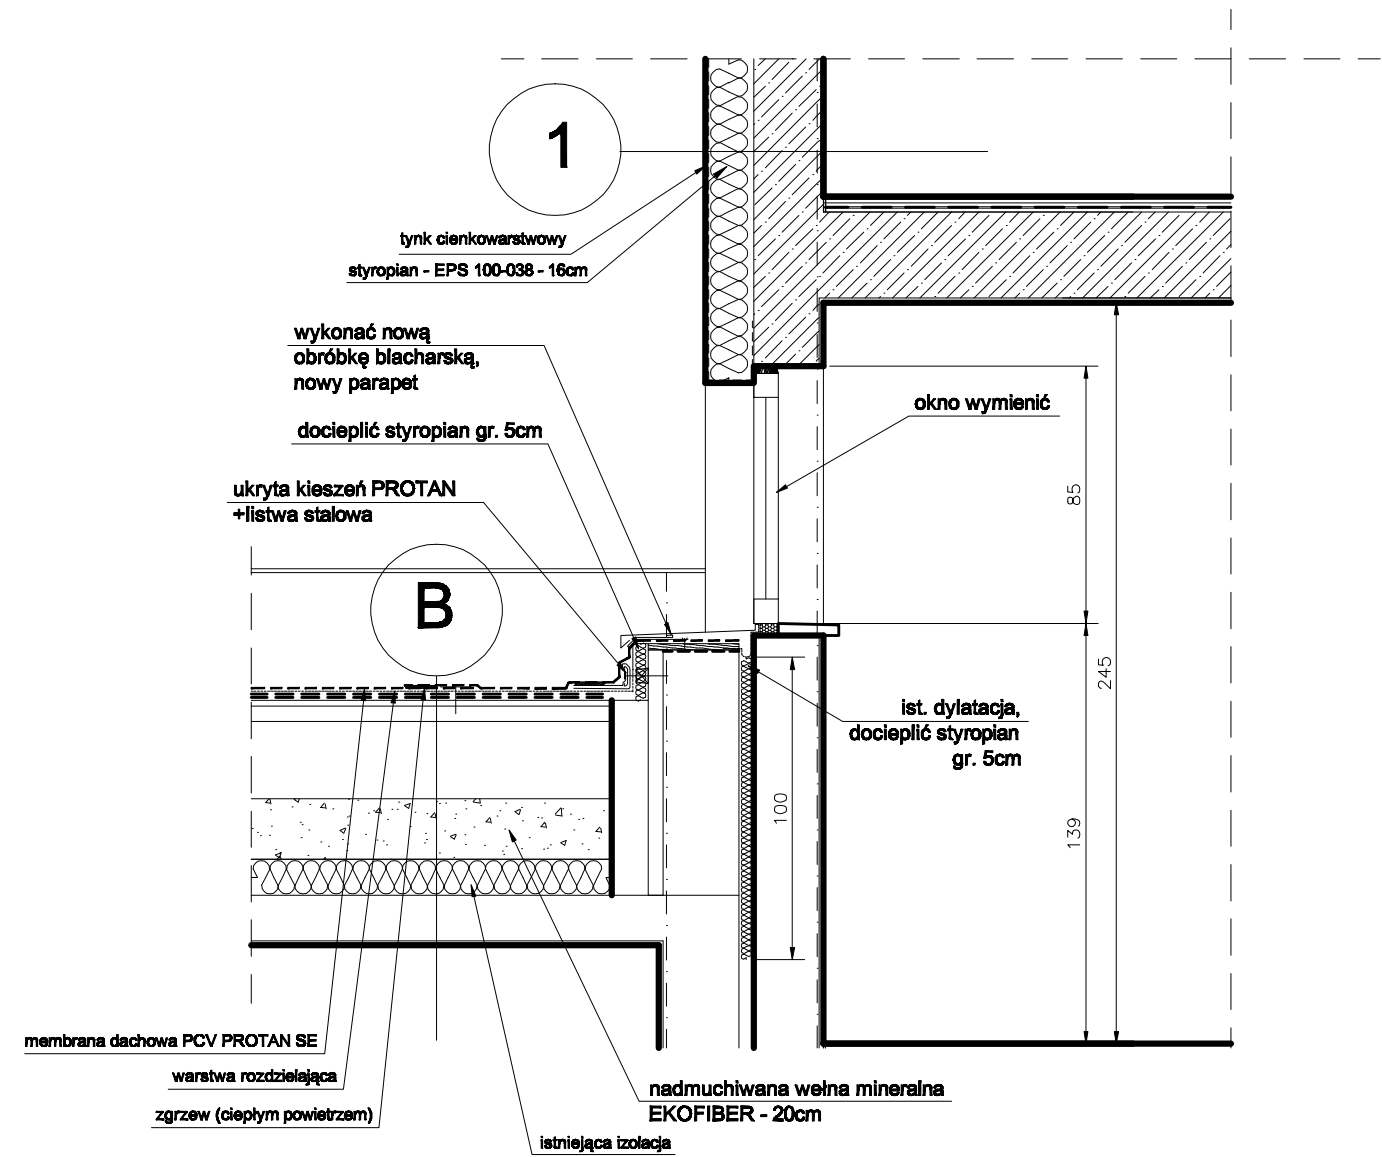 1
tynk cienkowarstwowy
styropian - EPS 100-038 - 16cm
wykonać nową
obróbkę blacharską,
nowy parapet
okno wymienić
docieplić styropian gr. 5cm
ukryta kieszeń PROTAN
+listwa stalowa
85
B
245
ist. dylatacja,
docieplić styropian
gr. 5cm
100
139
membrana dachowa PCV PROTAN SE
warstwa rozdzielająca
zgrzew (ciepłym powietrzem)
nadmuchiwana wełna mineralna
EKOFIBER - 20cm
istniejąca izolacja